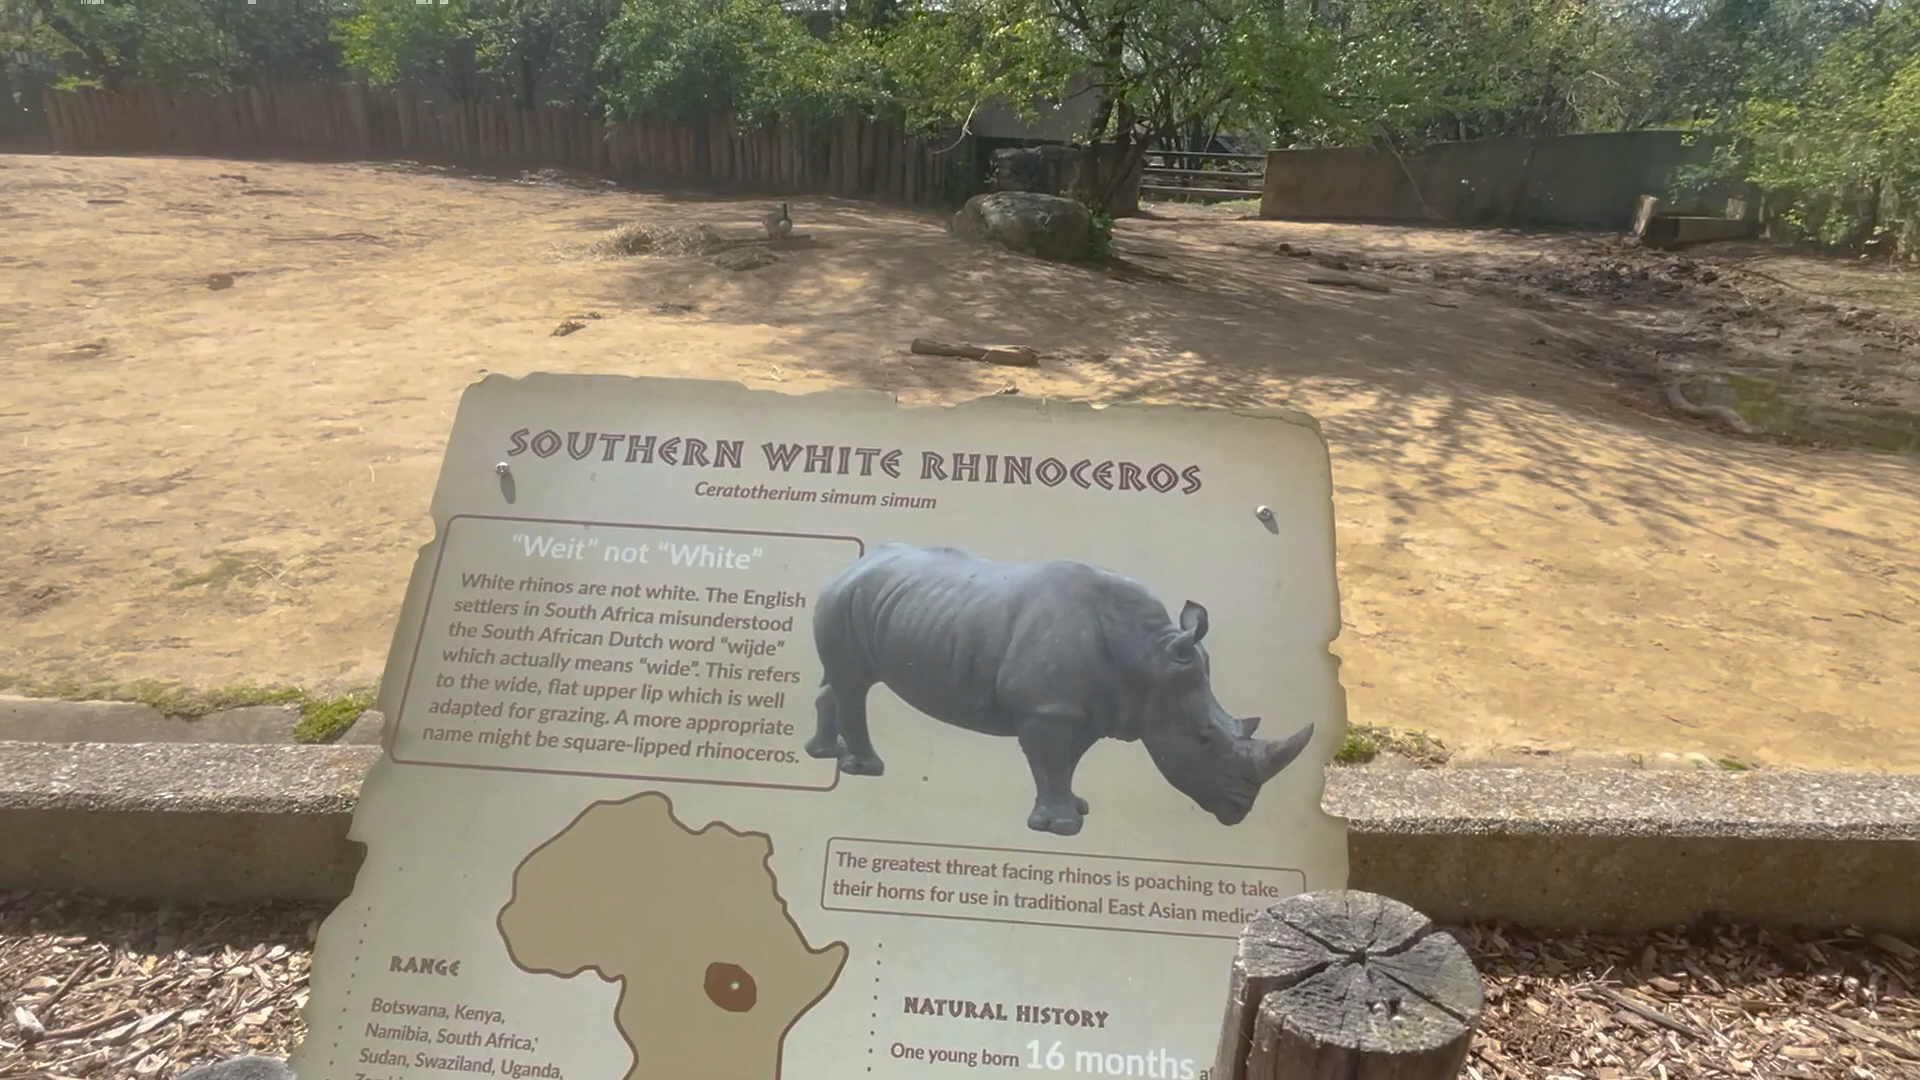 SOUTHERN WHITE RHINOCEROS
Ceratotherium simum simum
“Weit” not “White”
White rhinos are not white. The English
settlers in South Africa misunderstood
the South African Dutch word “wijde”
which actually means “wide”. This refers
to the wide, flat upper lip which is well
adapted for grazing. A more appropriate
name might be square-lipped rhinoceros.
The greatest threat facing rhinos is poaching to take
their horns for use in traditional East Asian
RANGE
Botswana, Kenya,
Namibia, South Africa,
Sudan, Swaziland, Uganda,
NATURAL HISTORY
One young born 16 months